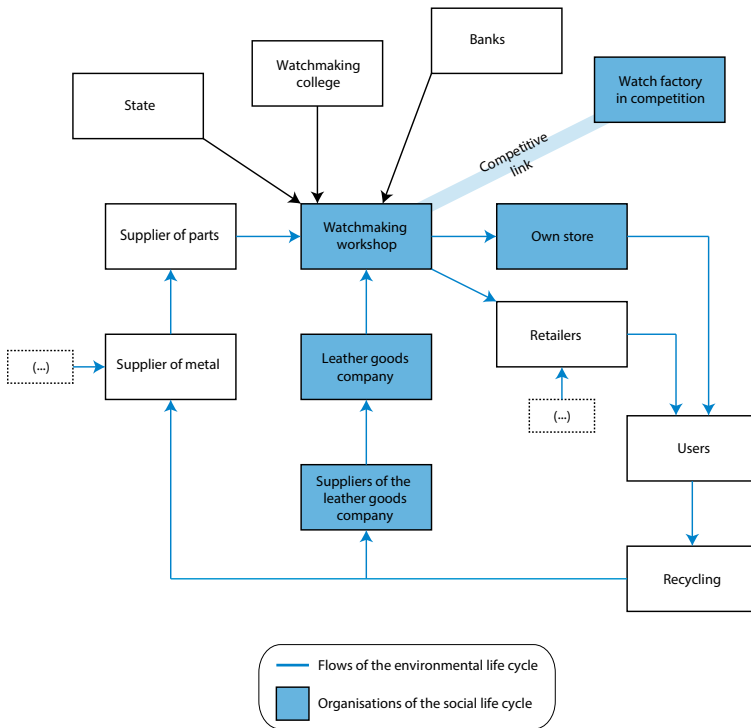 Banks
Watchmaking
college
State
Watch factory
in competition
Competitive
link
Supplier of parts
Watchmaking
workshop
Own store
(...)
Supplier of metal
Leather goods
company
Retailers
(...)
Suppliers of the
leather goods
company
Users
Recycling
Flows of the environmental life cycle
Organisations of the social life cycle